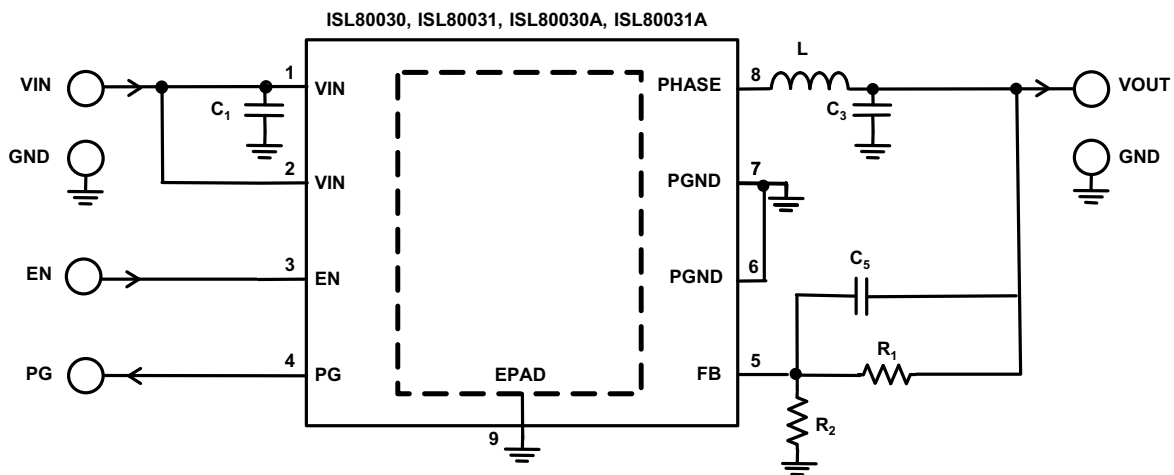 ISL80030, ISL80031, ISL80030A, ISL80031A
VIN
GND
EN
PG
C1
1
VIN
2
VIN
3
EN
4
PG
EPAD
9
PHASE
8
L
C3
VOUT
GND
PGND
7
PGND
6
C5
FB
5
R1
R2